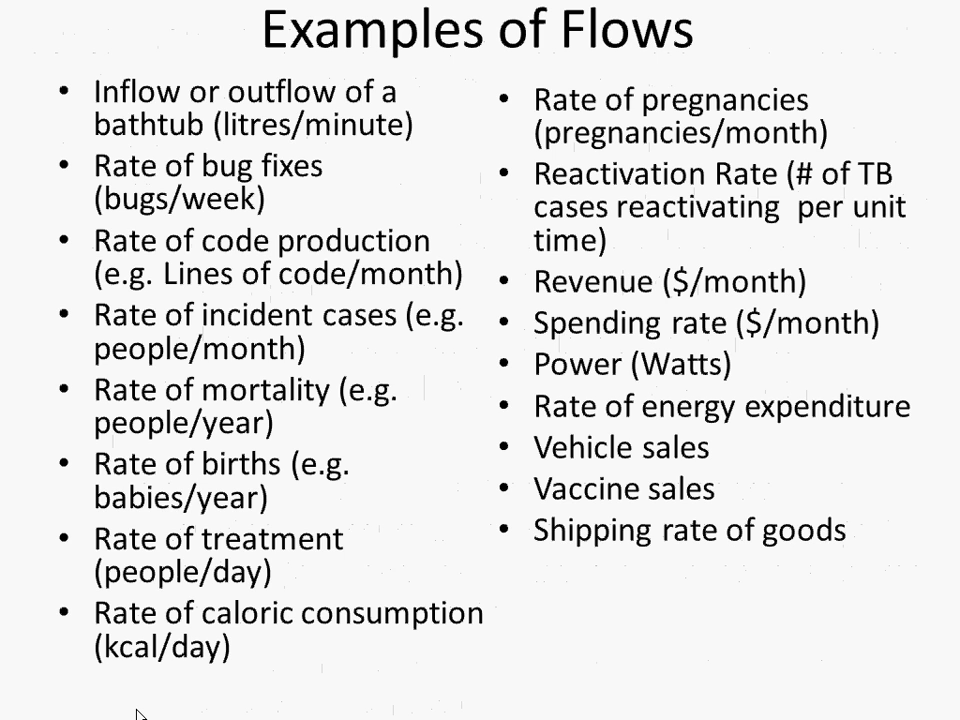 Examples of Flows
• Inflow or outflow of a
bathtub (litres/minute)
• Rate of bug fixes
(bugs/week)
• Rate of code production
(e.g. Lines of code/month)
• Rate of incident cases (e.g.
people/month)
• Rate of mortality (e.g.
people/year)
• Rate of births (e.g.
babies/year)
• Rate of treatment
(people/day)
• Rate of caloric consumption
(kcal/day)
• Rate of pregnancies
(pregnancies/month)
• Reactivation Rate (# of TB
cases reactivating  per unit
time)
• Revenue ($/month)
• Spending rate ($/month)
• Power (Watts)
• Rate of energy expenditure
• Vehicle sales
• Vaccine sales
• Shipping rate of goods